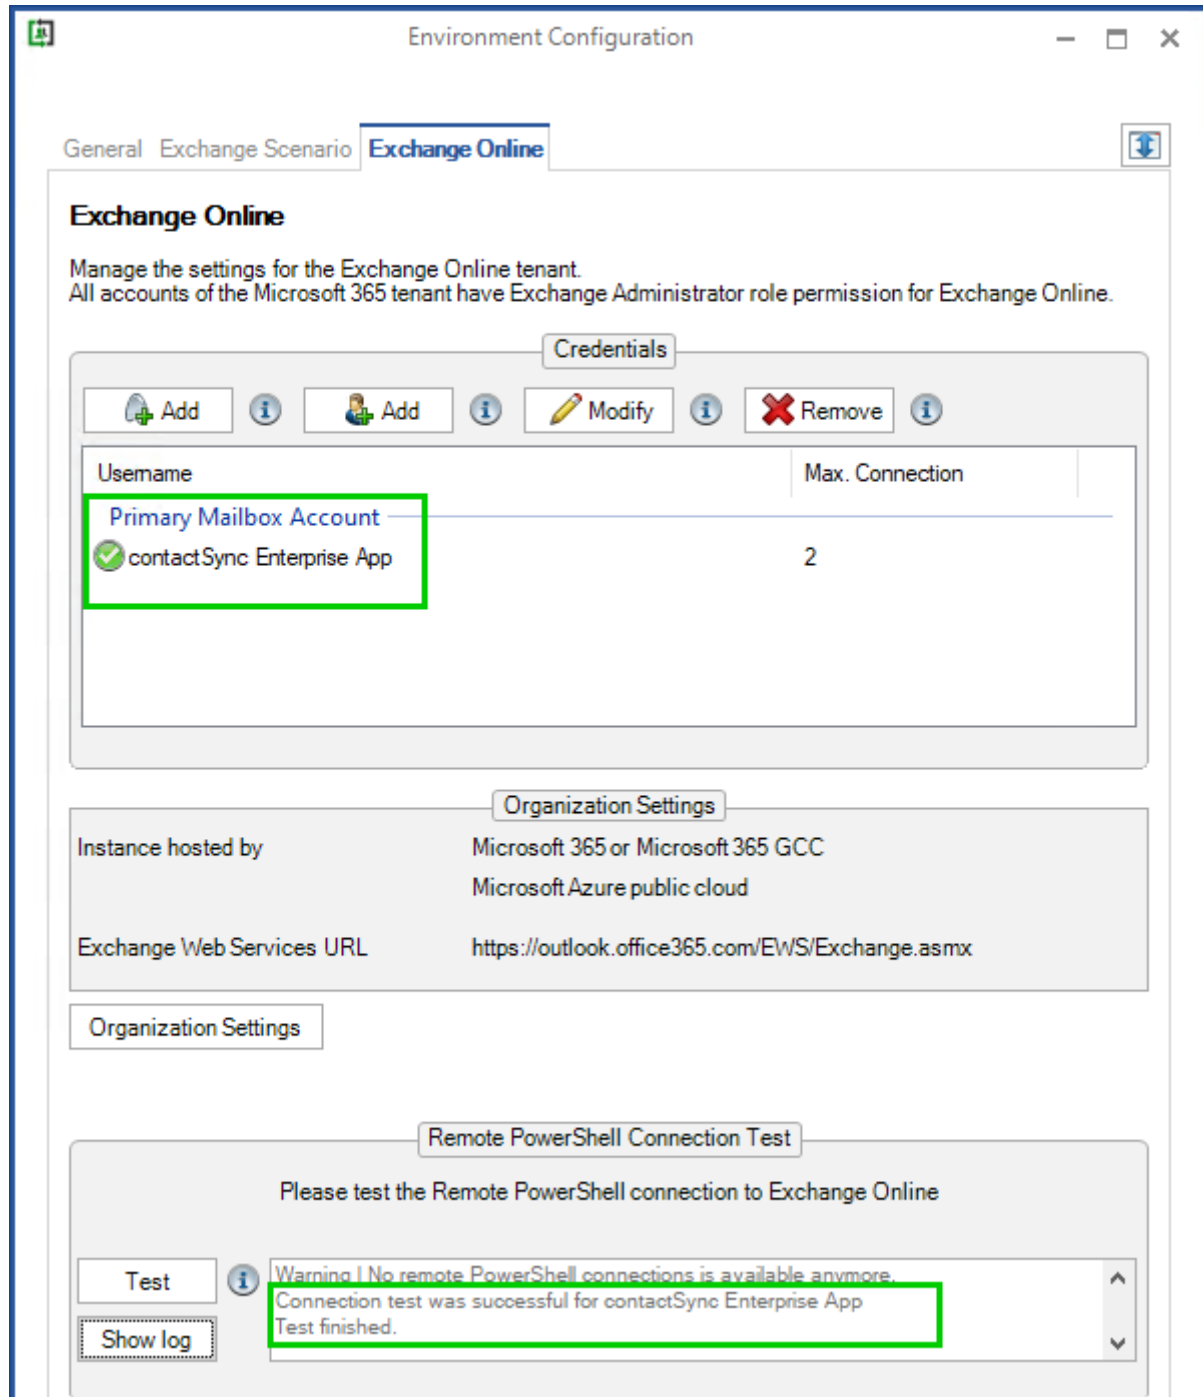 Environment Configuration
General Exchange Scenario Exchange Online
Exchange Online
Manage the settings for the Exchange Online tenant.
All accounts of the Microsoft 365 tenant have Exchange Administrator role permission for Exchange Online.
Credentials
Add Add Modify Remove
Username Max. Connection
Primary Mailbox Account
contactSync Enterprise App 2
Organization Settings
Instance hosted by Microsoft 365 or Microsoft 365 GCC
Microsoft Azure public cloud
Exchange Web Services URL https://outlook.office365.com/EWS/Exchange.asmx
Organization Settings
Remote PowerShell Connection Test
Please test the Remote PowerShell connection to Exchange Online
Test
Warning | No remote PowerShell connections is available anymore.
Connection test was successful for contactSync Enterprise App
Test finished.
Show log